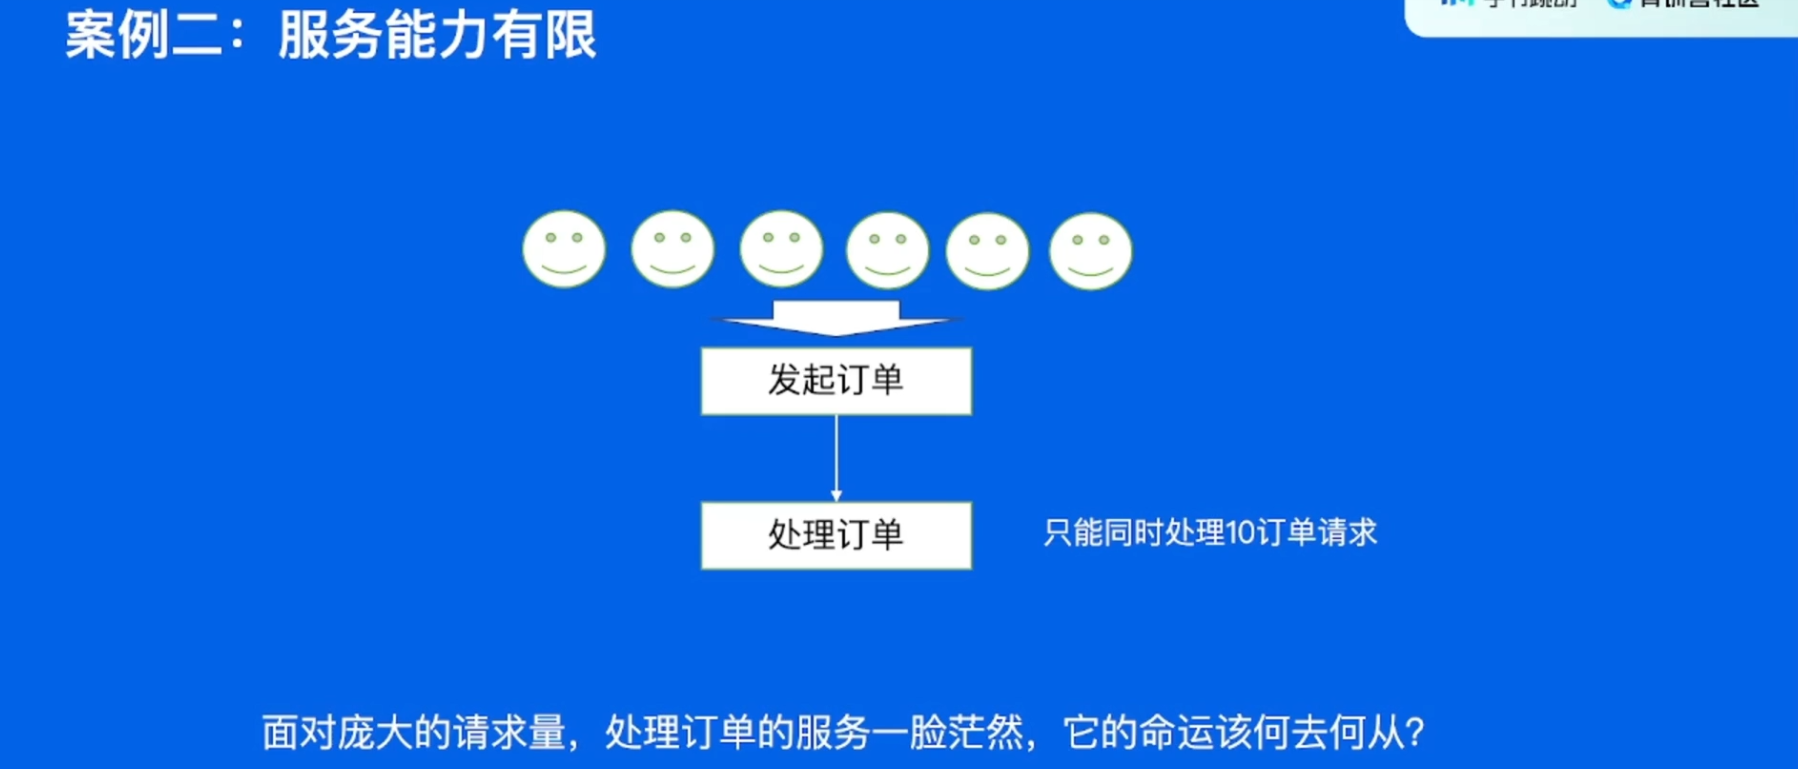 案例二：服务能力有限
发起订单
处理订单
只能同时处理10订单请求
面对庞大的请求量，处理订单的服务一脸茫然，它的命运该何去何从？